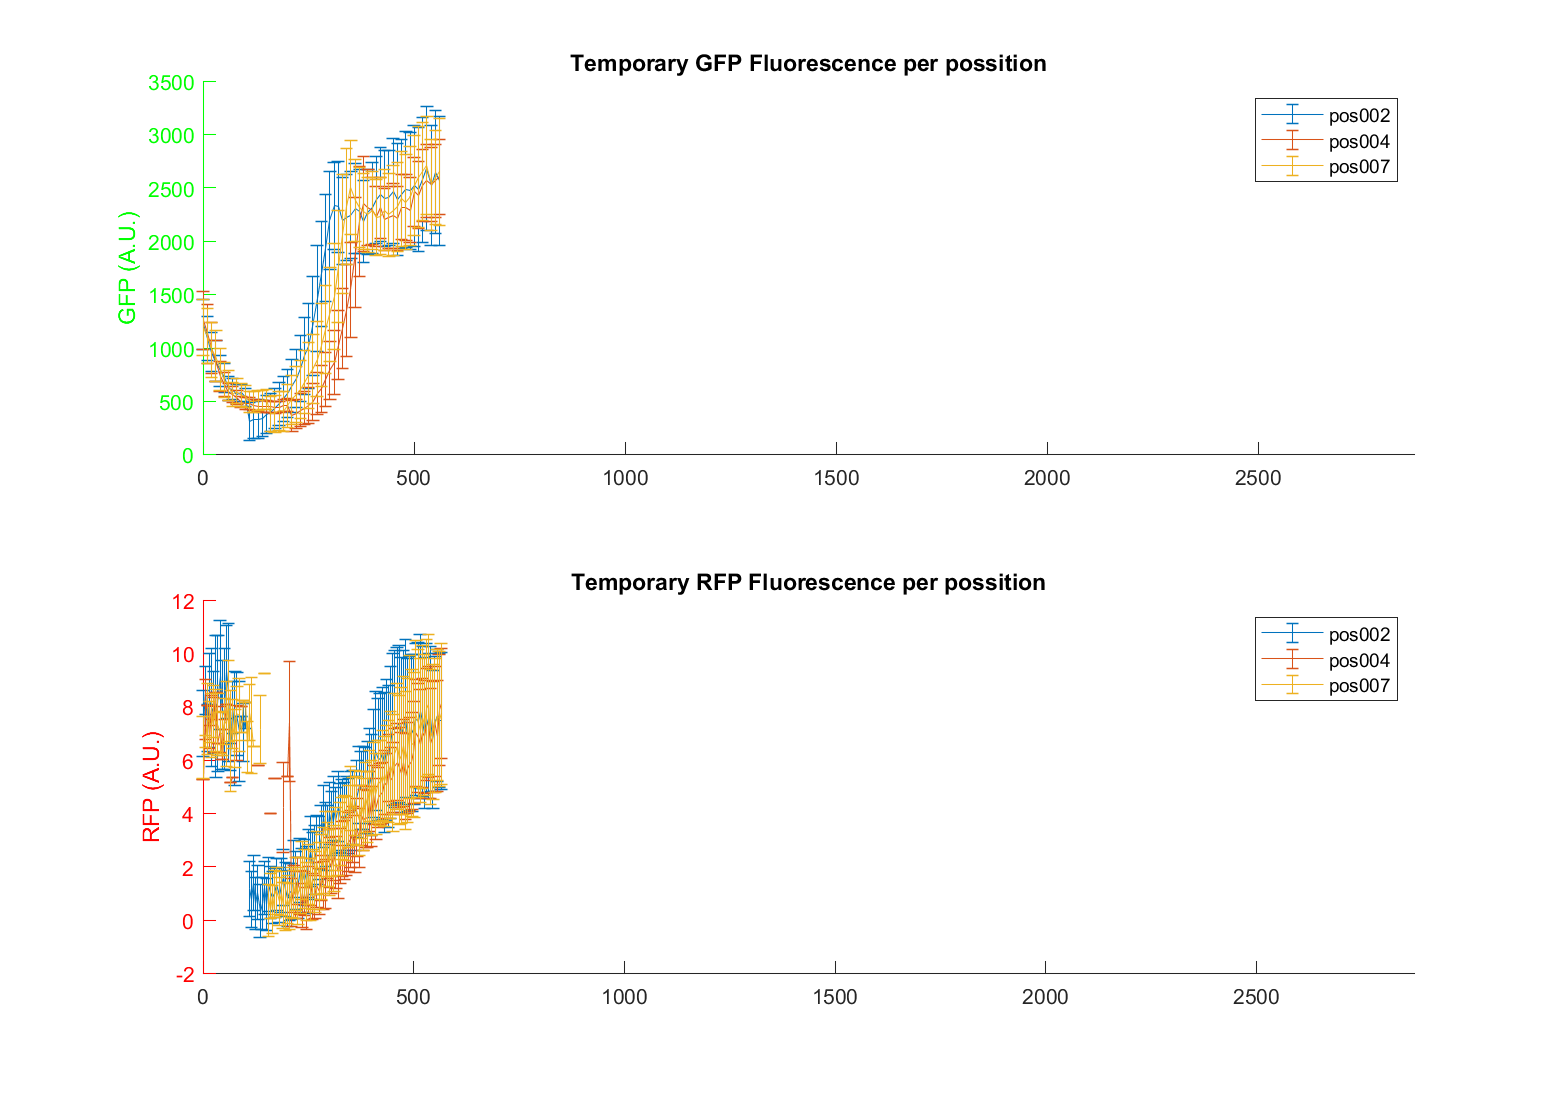 Temporary GFP Fluorescence per possition
3500
3000
2500
2000
1500
1000
500
0
GFP (A.U.)
pos002
pos004
pos007
0 500 1000 1500 2000 2500
Temporary RFP Fluorescence per possition
12
10
8
6
4
2
0
-2
RFP (A.U.)
pos002
pos004
pos007
0 500 1000 1500 2000 2500